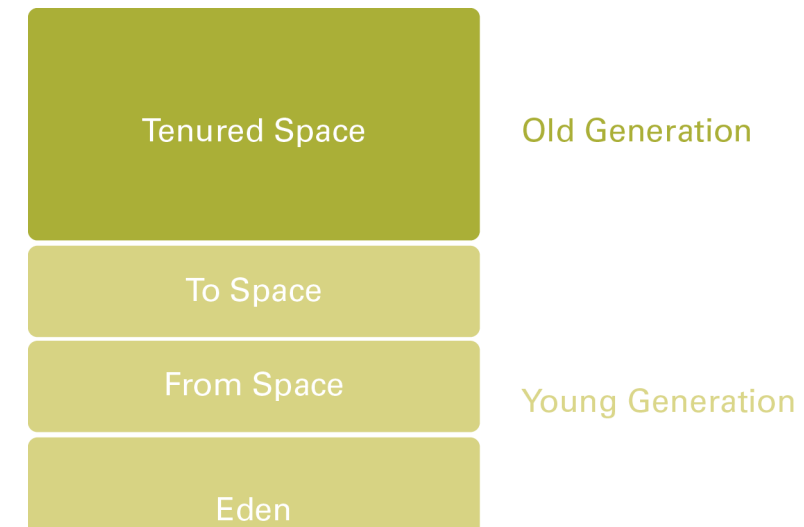 Tenured Space
Old Generation
To Space
From Space
Young Generation
Eden